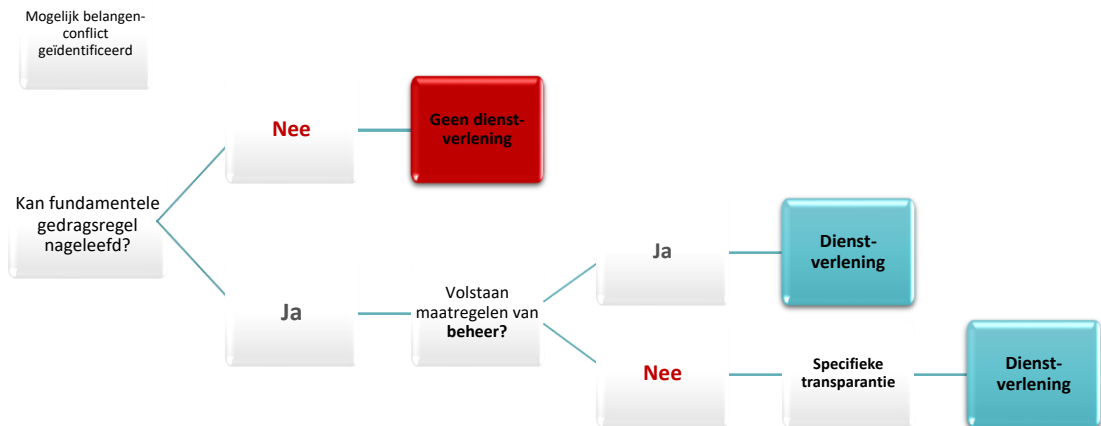 Mogelijk belangen-
conflict
geïdentificeerd
Kan fundamentele
gedragsregel
nageleefd?
Nee
Geen dienst-
verlening
Ja
Volstaan
maatregelen van
beheer?
Ja
Dienst-
verlening
Nee
Specifieke
transparantie
Dienst-
verlening